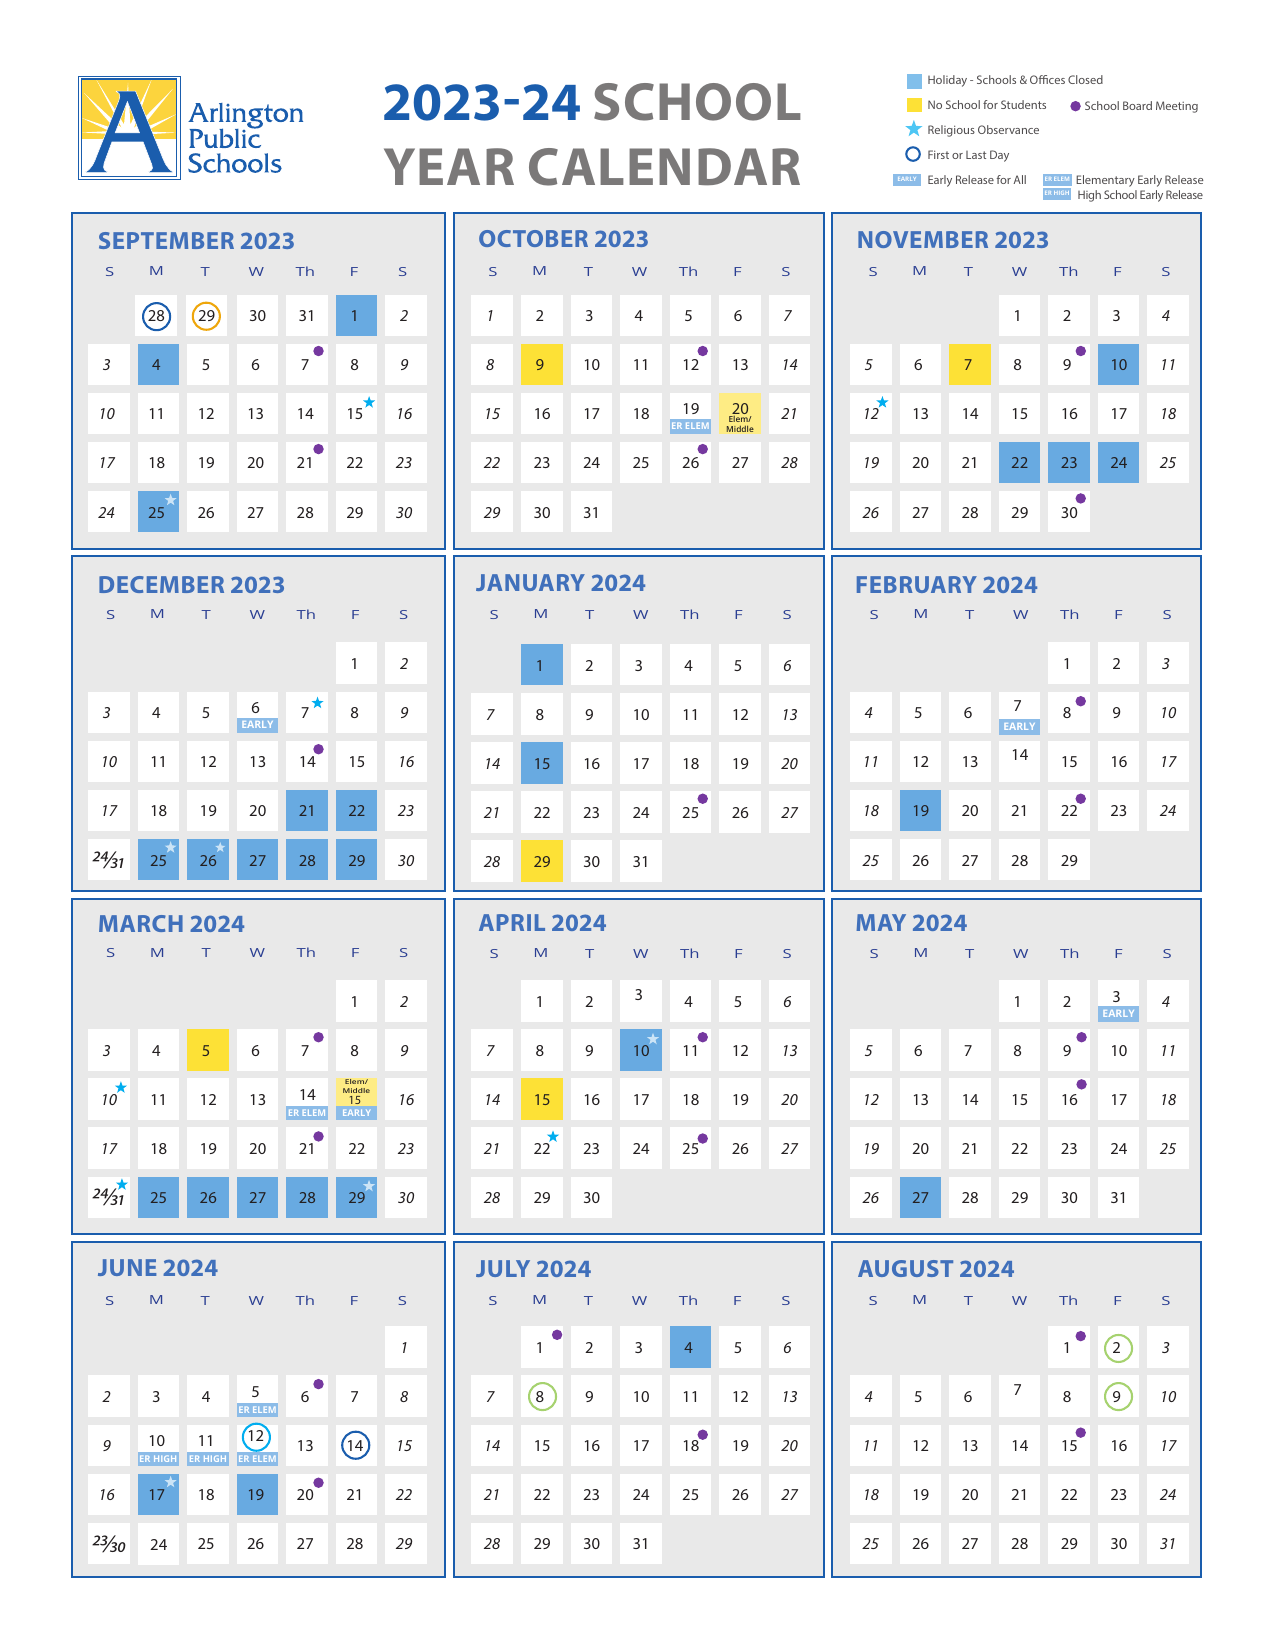 Arlington
Public
Schools
2023-24 SCHOOL
YEAR CALENDAR
Holiday - Schools & Offices Closed
No School for Students
School Board Meeting
Religious Observance
First or Last Day
EARLY Early Release for All
ER ELEM Elementary Early Release
ER HIGH High School Early Release
SEPTEMBER 2023
S M T W Th F S
28 29 30 31 1 2
3 4 5 6 7 8 9
10 11 12 13 14 15 16
17 18 19 20 21 22 23
24 25 26 27 28 29 30
OCTOBER 2023
S M T W Th F S
1 2 3 4 5 6 7
8 9 10 11 12 13 14
15 16 17 18 19 20 21
ER ELEM Elem/
Middle
22 23 24 25 26 27 28
29 30 31
NOVEMBER 2023
S M T W Th F S
1 2 3 4
5 6 7 8 9 10 11
12 13 14 15 16 17 18
19 20 21 22 23 24 25
26 27 28 29 30
DECEMBER 2023
S M T W Th F S
1 2
3 4 5 6 7 8 9
EARLY
10 11 12 13 14 15 16
17 18 19 20 21 22 23
24/31 25 26 27 28 29 30
JANUARY 2024
S M T W Th F S
1 2 3 4 5 6
7 8 9 10 11 12 13
14 15 16 17 18 19 20
21 22 23 24 25 26 27
28 29 30 31
FEBRUARY 2024
S M T W Th F S
1 2 3
4 5 6 7 8 9 10
EARLY
11 12 13 14 15 16 17
18 19 20 21 22 23 24
25 26 27 28 29
MARCH 2024
S M T W Th F S
1 2
3 4 5 6 7 8 9
Elem/
Middle
10 11 12 13 14 15 16
ER ELEM EARLY
17 18 19 20 21 22 23
24/31 25 26 27 28 29 30
APRIL 2024
S M T W Th F S
1 2 3 4 5 6
7 8 9 10 11 12 13
14 15 16 17 18 19 20
21 22 23 24 25 26 27
28 29 30
MAY 2024
S M T W Th F S
1 2 3 4
EARLY
5 6 7 8 9 10 11
12 13 14 15 16 17 18
19 20 21 22 23 24 25
26 27 28 29 30 31
JUNE 2024
S M T W Th F S
1
2 3 4 5 6 7 8
ER ELEM
9 10 11 12 13 14 15
ER HIGH ER HIGH ER ELEM
16 17 18 19 20 21 22
23/30 24 25 26 27 28 29
JULY 2024
S M T W Th F S
1 2 3 4 5 6
7 8 9 10 11 12 13
14 15 16 17 18 19 20
21 22 23 24 25 26 27
28 29 30 31
AUGUST 2024
S M T W Th F S
1 2 3
4 5 6 7 8 9 10
11 12 13 14 15 16 17
18 19 20 21 22 23 24
25 26 27 28 29 30 31